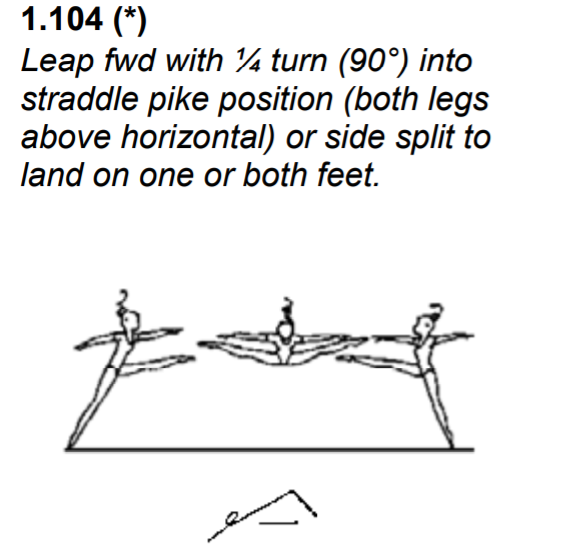 1.104 (*)
Leap fwd with ¼ turn (90°) into
straddle pike position (both legs
above horizontal) or side split to
land on one or both feet.